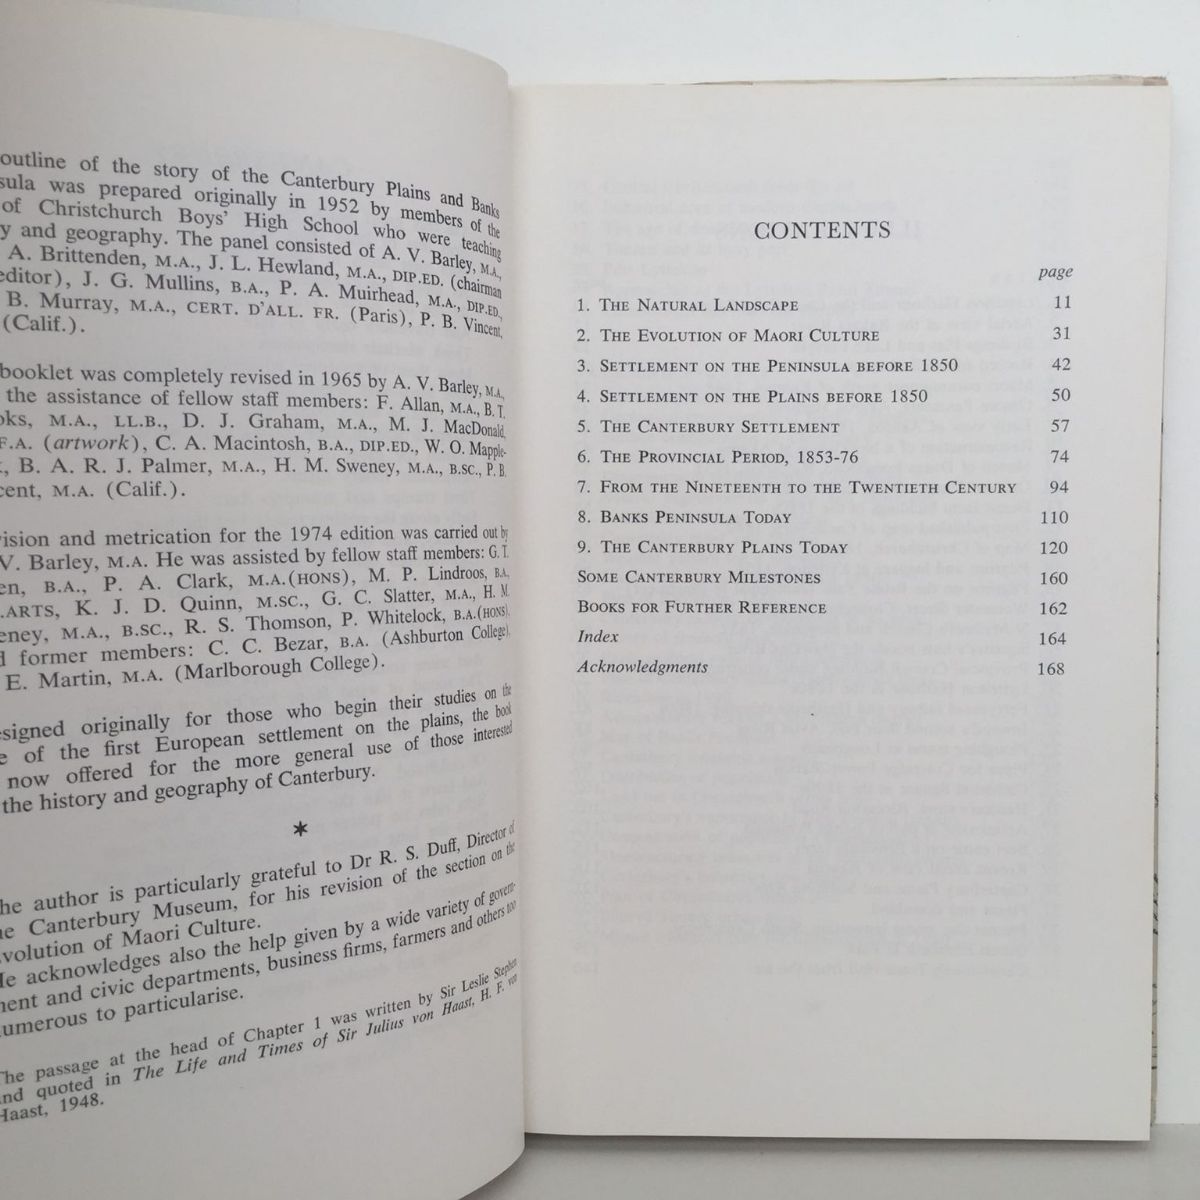 outline of the story of the Canterbury Plains and Banks
sula was prepared originally in 1952 by members of the
of Christchurch Boys' High School who were teaching
y and geography. The panel consisted of A. V. Barley, M.A.,
A. Brittenden, M.A., J. L. Hewland, M.A., DIP.ED. (chairman
editor), J. G. Mullins, B.A., P. A. Muirhead, M.A., DIP.ED.,
B. Murray, M.A., CERT. D'ALL. FR. (Paris), P. B. Vincent,
(Calif.).
booklet was completely revised in 1965 by A. V. Barley, M.A.,
the assistance of fellow staff members: F. Allan, M.A., B. T.
oks, M.A., LL.B., D. J. Graham, M.A., M. J. MacDonald,
F.A. (artwork), C. A. Macintosh, B.A., DIP.ED., W. O. Mapple-
, B. A. R. J. Palmer, M.A., H. M. Sweney, M.A., B.SC., P. B.
cent, M.A. (Calif.).
ision and metrication for the 1974 edition was carried out by
V. Barley, M.A. He was assisted by fellow staff members: G. T.
en, B.A., P. A. Clark, M.A.(HONS), M. P. Lindroos, B.A.,
.ARTS, K. J. D. Quinn, M.SC., G. C. Slatter, M.A., H. M.
eney, M.A., B.SC., R. S. Thomson, P. Whitelock, B.A.(HONS),
d former members: C. C. Bezar, B.A. (Ashburton College),
E. Martin, M.A. (Marlborough College).
esigned originally for those who begin their studies on the
e of the first European settlement on the plains, the book
now offered for the more general use of those interested
the history and geography of Canterbury.
*
he author is particularly grateful to Dr R. S. Duff, Director of
he Canterbury Museum, for his revision of the section on the
volution of Maori Culture.
He acknowledges also the help given by a wide variety of govern-
ment and civic departments, business firms, farmers and others too
umerous to particularise.
The passage at the head of Chapter 1 was written by Sir Leslie Stephen
and quoted in The Life and Times of Sir Julius von Haast, H. F. von
Haast, 1948.
CONTENTS
page
1. THE NATURAL LANDSCAPE 11
2. THE EVOLUTION OF MAORI CULTURE 31
3. SETTLEMENT ON THE PENINSULA BEFORE 1850 42
4. SETTLEMENT ON THE PLAINS BEFORE 1850 50
5. THE CANTERBURY SETTLEMENT 57
6. THE PROVINCIAL PERIOD, 1853-76 74
7. FROM THE NINETEENTH TO THE TWENTIETH CENTURY 94
8. BANKS PENINSULA TODAY 110
9. THE CANTERBURY PLAINS TODAY 120
SOME CANTERBURY MILESTONES 160
BOOKS FOR FURTHER REFERENCE 162
Index 164
Acknowledgments 168